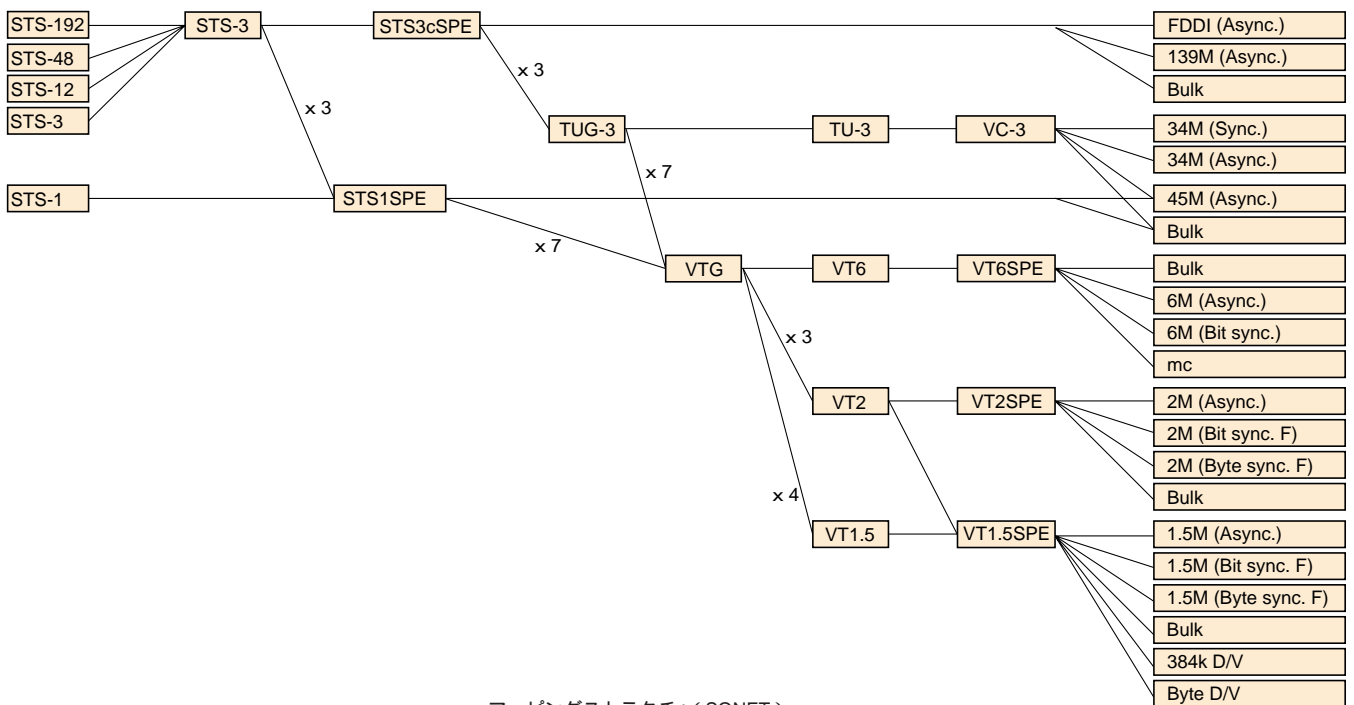 STS-192
STS-3
STS3cSPE
FDDI (Async.)
STS-48
139M (Async.)
STS-12
Bulk
× 3
× 3
STS-3
TUG-3
TU-3
VC-3
34M (Sync.)
34M (Async.)
× 7
STS-1
STS1SPE
45M (Async.)
Bulk
× 7
VTG
VT6
VT6SPE
Bulk
6M (Async.)
6M (Bit sync.)
× 3
mc
VT2
VT2SPE
2M (Async.)
2M (Bit sync. F)
2M (Byte sync. F)
× 4
Bulk
VT1.5
VT1.5SPE
1.5M (Async.)
1.5M (Bit sync. F)
1.5M (Byte sync. F)
Bulk
384k D/V
Byte D/V
(SONET)